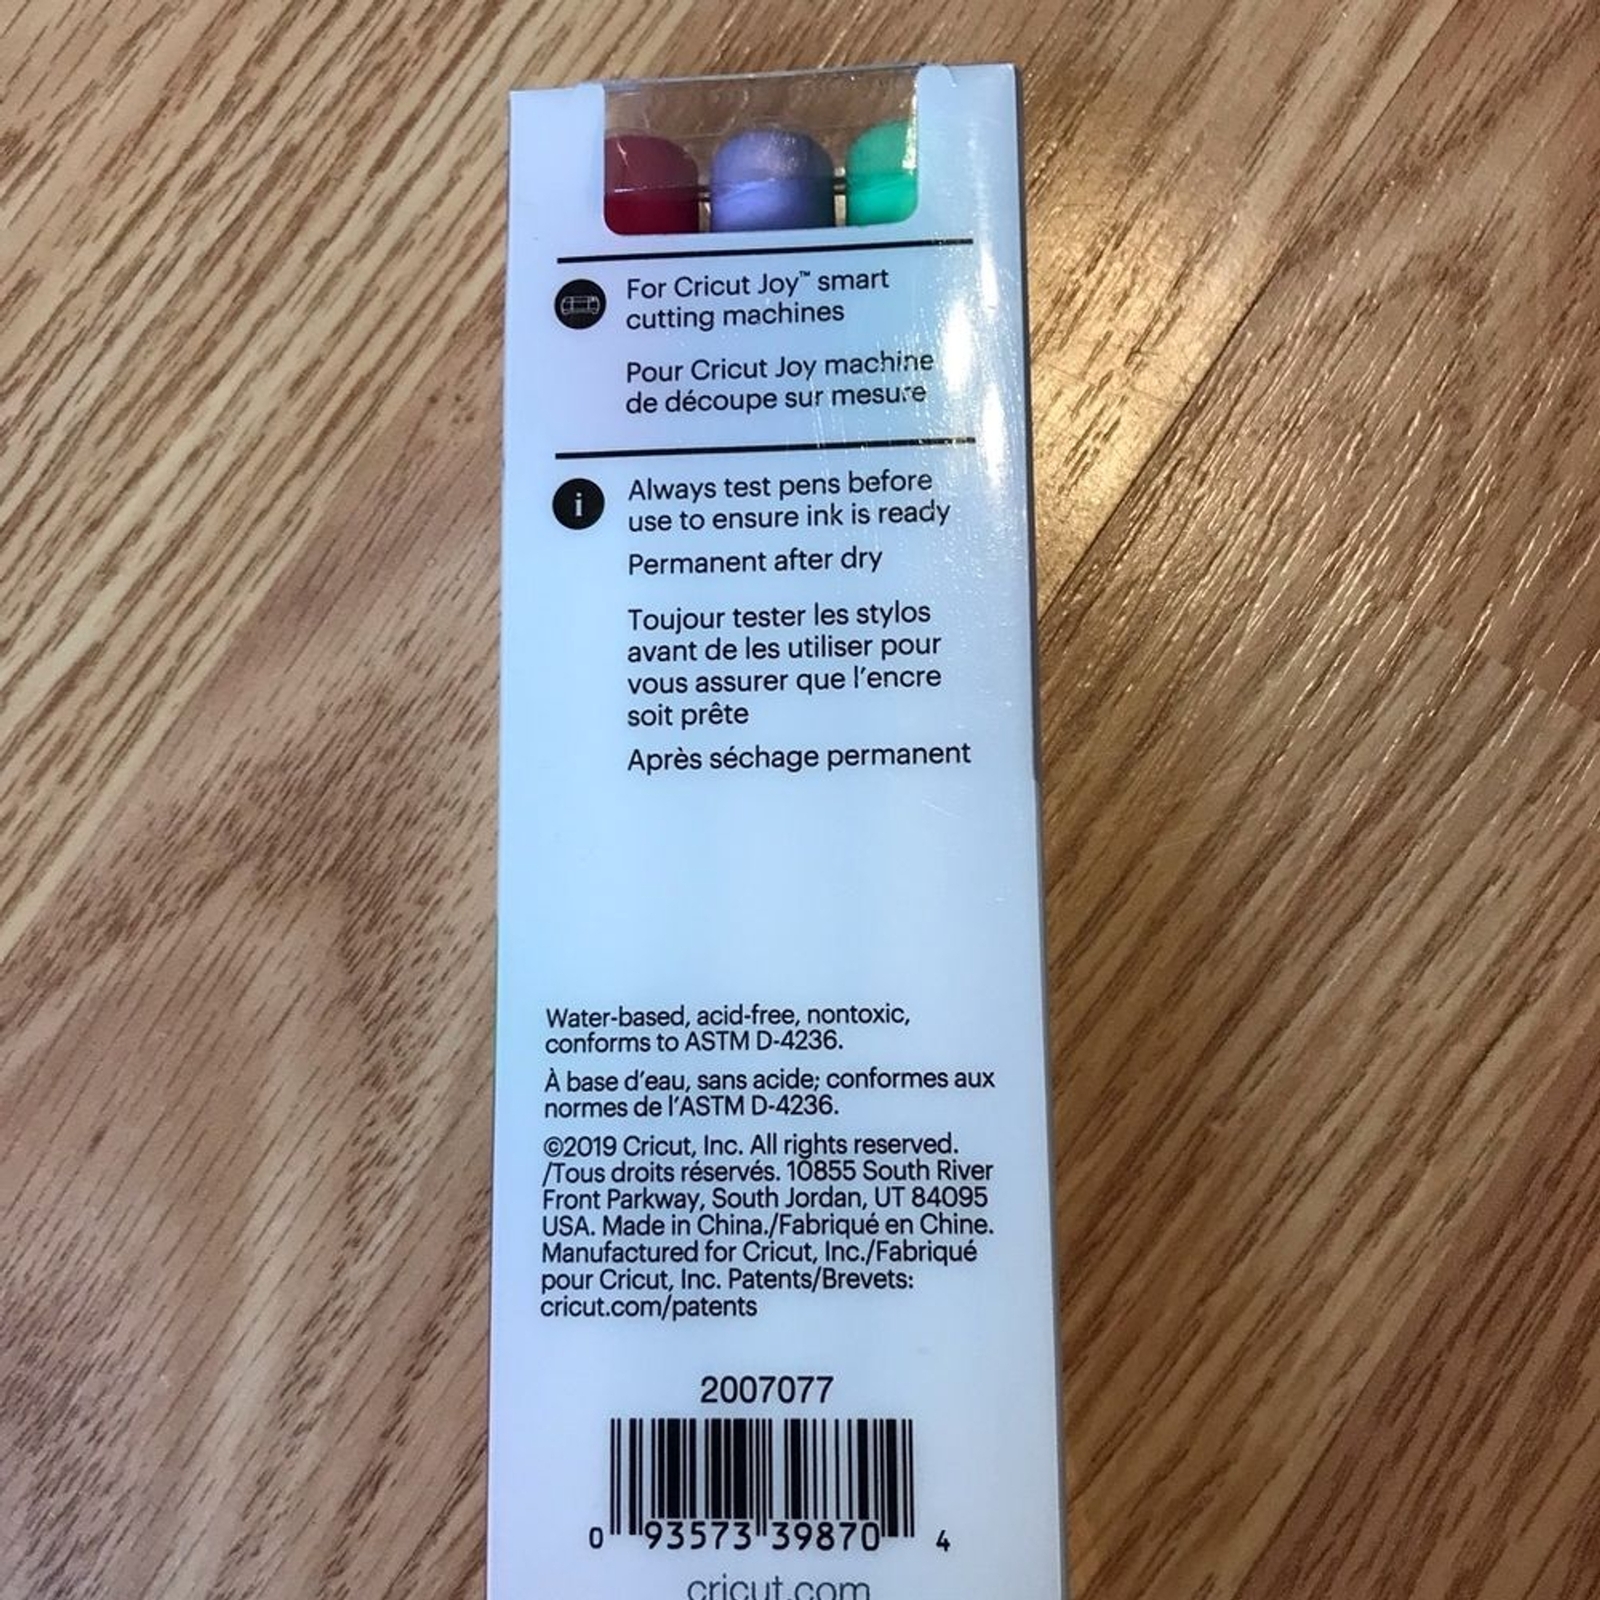 For Cricut Joy™ smart
cutting machines
Pour Cricut Joy machine
de découpe sur mesure
i
Always test pens before
use to ensure ink is ready
Permanent after dry
Toujour tester les stylos
avant de les utiliser pour
vous assurer que l'encre
soit prête
Après séchage permanent
Water-based, acid-free, nontoxic,
conforms to ASTM D-4236.
À base d'eau, sans acide; conformes aux
normes de l'ASTM D-4236.
©2019 Cricut, Inc. All rights reserved.
/Tous droits réservés. 10855 South River
Front Parkway, South Jordan, UT 84095
USA. Made in China./Fabriqué en Chine.
Manufactured for Cricut, Inc./Fabriqué
pour Cricut, Inc. Patents/Brevets:
cricut.com/patents
2007077
0 93573 39870 4
cricut.com